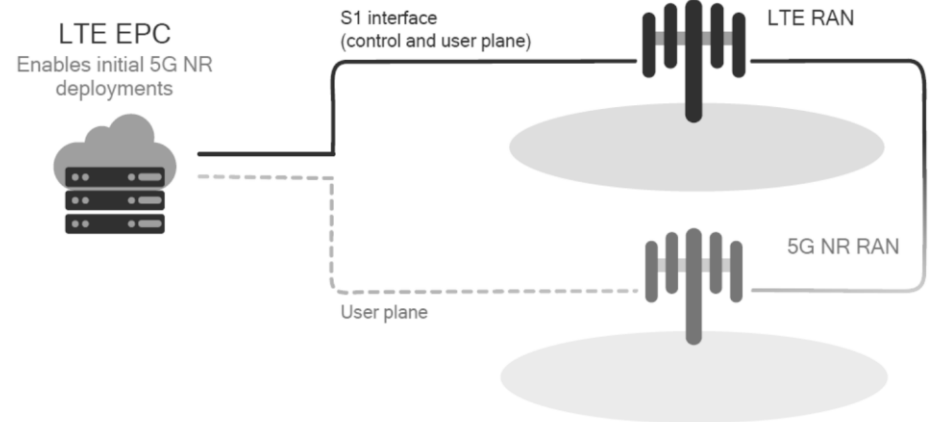 LTE EPC
Enables initial 5G NR
deployments
S1 interface
(control and user plane)
LTE RAN
5G NR RAN
User plane